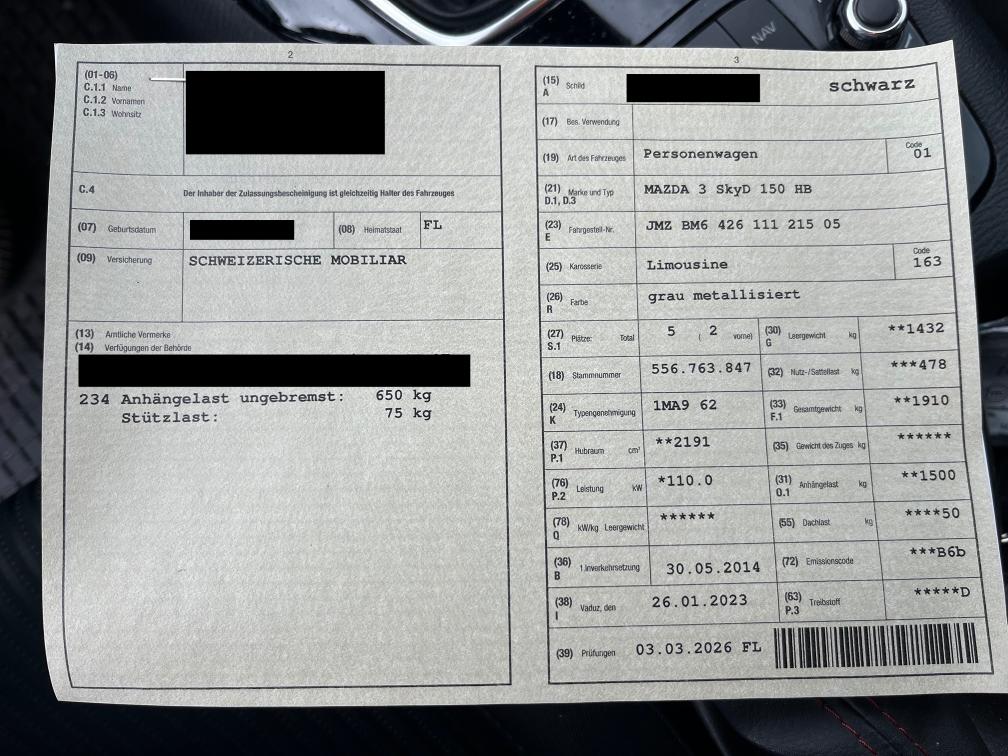 NAV
2
(01-06)
C.1.1 Name
C.1.2 Vornamen
C.1.3 Wohnsitz
C.4 Der Inhaber der Zulassungsbescheinigung ist gleichzeitig Halter des Fahrzeuges
(07) Geburtsdatum (08) Heimatstaat FL
(09) Versicherung SCHWEIZERISCHE MOBILIAR
(13) Amtliche Vermerke
(14) Verfügungen der Behörde
234 Anhängelast ungebremst: 650 kg
Stützlast: 75 kg
3
(15) A Schild schwarz
(17) Bes. Verwendung
(19) Art des Fahrzeuges Personenwagen Code 01
(21) D.1, D.3 Marke und Typ MAZDA 3 SkyD 150 HB
(23) E Fahrgestell-Nr. JMZ BM6 426 111 215 05
(25) Karosserie Limousine Code 163
(26) R Farbe grau metallisiert
(27) S.1 Plätze: Total 5 ( 2 vorne) (30) G Leergewicht kg **1432
(18) Stammnummer 556.763.847 (32) Nutz-/Sattellast kg ***478
(24) K Typengenehmigung 1MA9 62 (33) F.1 Gesamtgewicht kg **1910
(37) P.1 Hubraum cm³ **2191 (35) Gewicht des Zuges kg ******
(76) P.2 Leistung kW *110.0 (31) O.1 Anhängelast kg **1500
(78) Q kW/kg Leergewicht ****** (55) Dachlast kg ****50
(36) B 1.Inverkehrsetzung 30.05.2014 (72) Emissionscode ***B6b
(38) I Vaduz, den 26.01.2023 (63) P.3 Treibstoff *****D
(39) Prüfungen 03.03.2026 FL